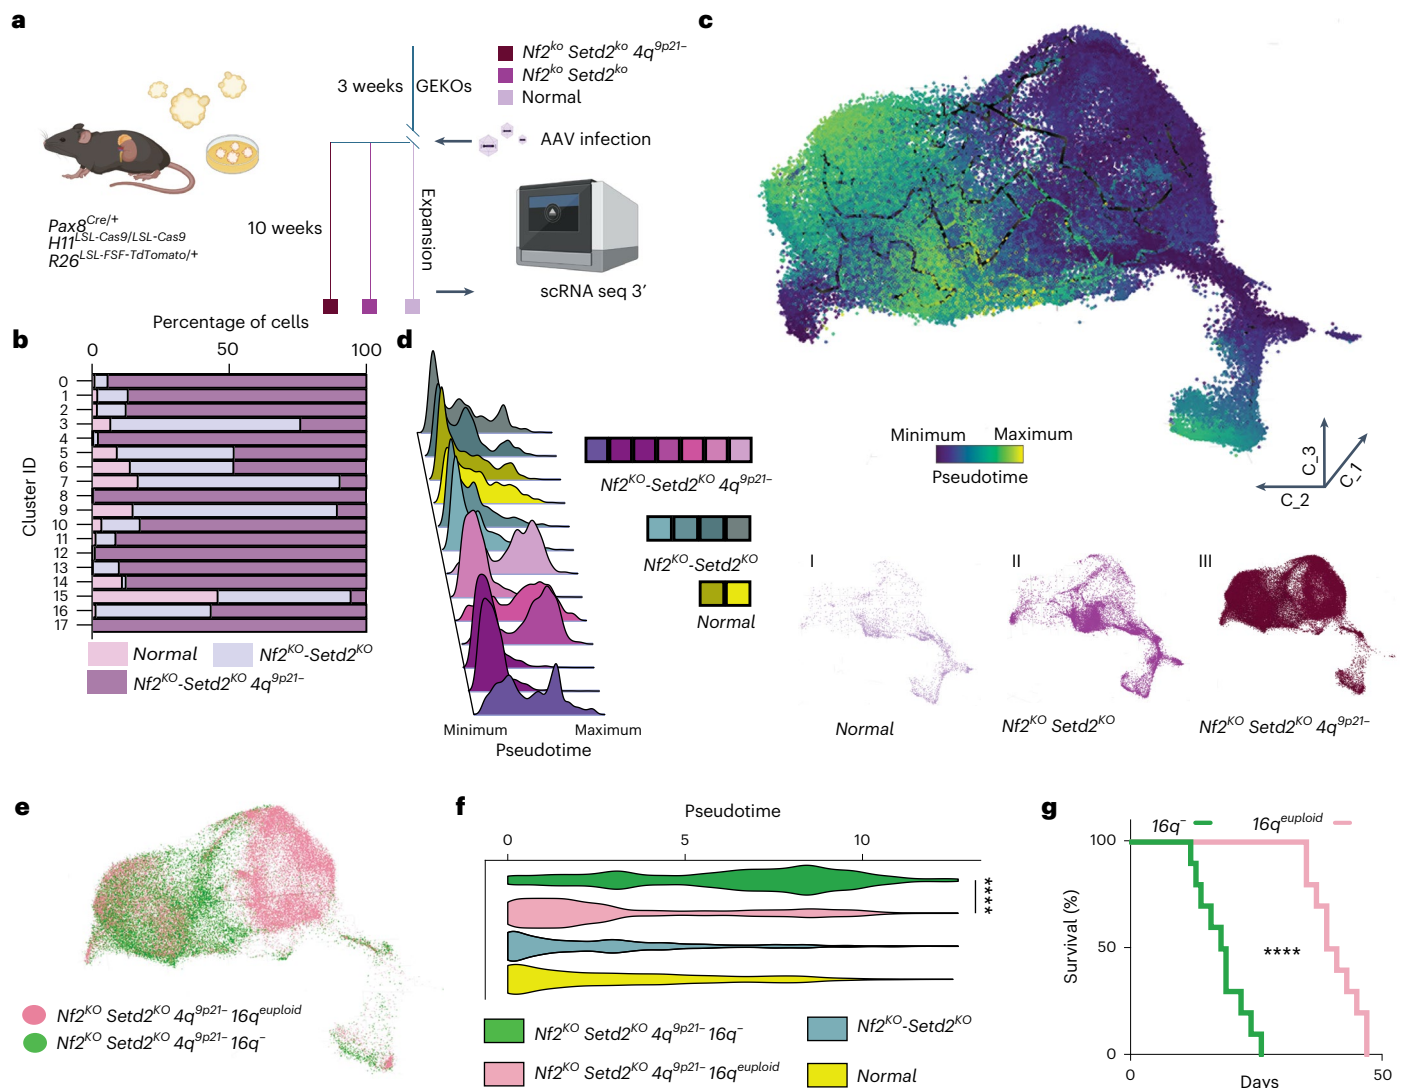 a
3 weeks
GEKOs
Nf2ko Setd2ko 4q9p21–
Nf2ko Setd2ko
Normal
AAV infection
Pax8Cre/+
H11LSL-Cas9/LSL-Cas9
R26LSL-FSF-TdTomato/+
10 weeks
Expansion
scRNA seq 3′
b
Percentage of cells
0 50 100
Cluster ID
0
1
2
3
4
5
6
7
8
9
10
11
12
13
14
15
16
17
Normal
Nf2KO-Setd2KO
Nf2KO-Setd2KO 4q9p21–
c
Minimum Maximum
Pseudotime
C_3
C_1
C_2
I
Normal
II
Nf2KO Setd2KO
III
Nf2KO Setd2KO 4q9p21–
d
Nf2KO-Setd2KO 4q9p21–
Nf2KO-Setd2KO
Normal
Minimum Maximum
Pseudotime
e
Nf2KO Setd2KO 4q9p21– 16qeuploid
Nf2KO Setd2KO 4q9p21– 16q–
f
Pseudotime
0 5 10
****
Nf2KO Setd2KO 4q9p21– 16q–
Nf2KO-Setd2KO
Nf2KO Setd2KO 4q9p21– 16qeuploid
Normal
g
16q– 16qeuploid
Survival (%)
100
50
0
****
0 50
Days